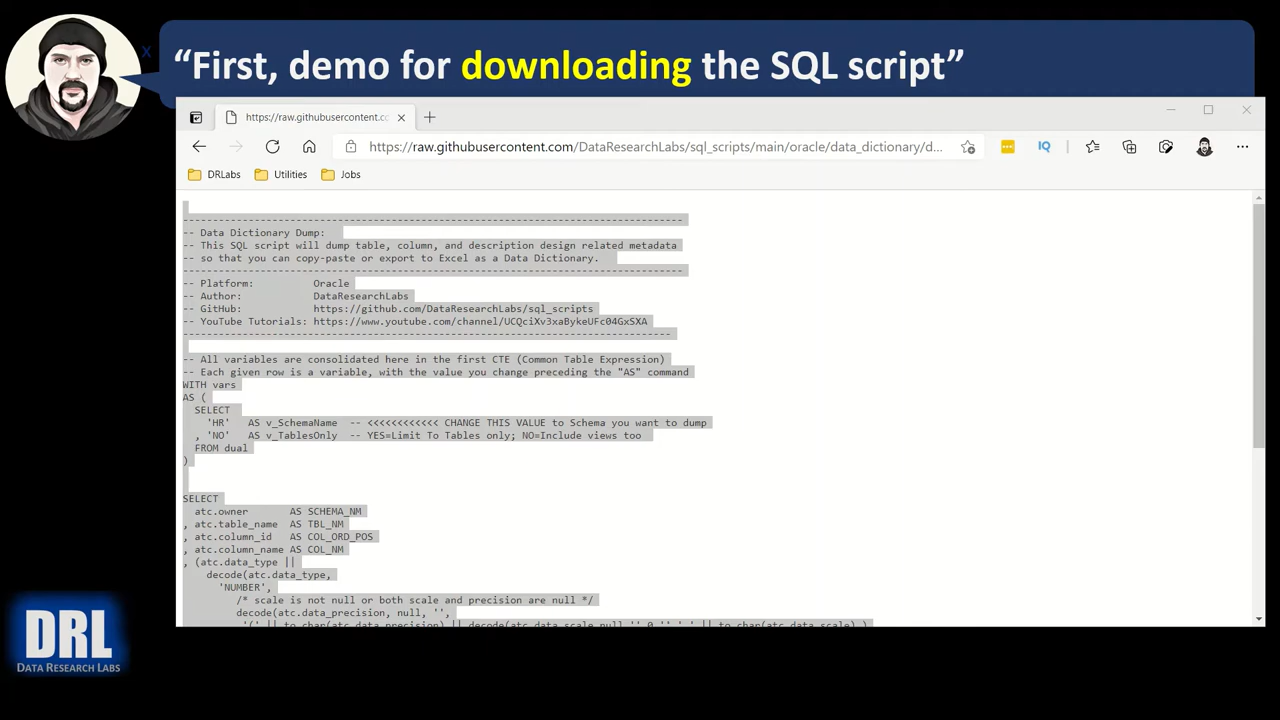 x
“First, demo for downloading the SQL script”
https://raw.githubusercontent.cc
https://raw.githubusercontent.com/DataResearchLabs/sql_scripts/main/oracle/data_dictionary/d...
IQ
DRLabs Utilities Jobs
--------------------------------------------------------------------------------
-- Data Dictionary Dump:
-- This SQL script will dump table, column, and description design related metadata
-- so that you can copy-paste or export to Excel as a Data Dictionary.
--------------------------------------------------------------------------------
-- Platform: Oracle
-- Author: DataResearchLabs
-- GitHub: https://github.com/DataResearchLabs/sql_scripts
-- YouTube Tutorials: https://www.youtube.com/channel/UCQciXv3xaBykeUFc04GxSXA
--------------------------------------------------------------------------------
-- All variables are consolidated here in the first CTE (Common Table Expression)
-- Each given row is a variable, with the value you change preceding the "AS" command
WITH vars
AS (
SELECT
'HR' AS v_SchemaName -- <<<<<<<<<<<< CHANGE THIS VALUE to Schema you want to dump
, 'NO' AS v_TablesOnly -- YES=Limit To Tables only; NO=Include views too
FROM dual
)
SELECT
atc.owner AS SCHEMA_NM
, atc.table_name AS TBL_NM
, atc.column_id AS COL_ORD_POS
, atc.column_name AS COL_NM
, (atc.data_type ||
decode(atc.data_type,
'NUMBER',
/* scale is not null or both scale and precision are null */
decode(atc.data_precision, null, '',
DRL
DATA RESEARCH LABS